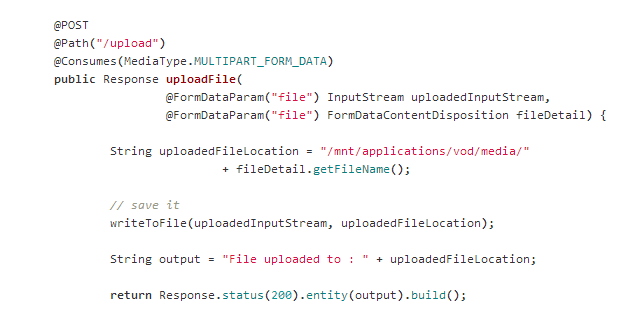 @POST
@Path("/upload")
@Consumes(MediaType.MULTIPART_FORM_DATA)
public Response uploadFile(
@FormDataParam("file") InputStream uploadedInputStream,
@FormDataParam("file") FormDataContentDisposition fileDetail) {
String uploadedFileLocation = "/mnt/applications/vod/media/"
+ fileDetail.getFileName();
// save it
writeToFile(uploadedInputStream, uploadedFileLocation);
String output = "File uploaded to : " + uploadedFileLocation;
return Response.status(200).entity(output).build();